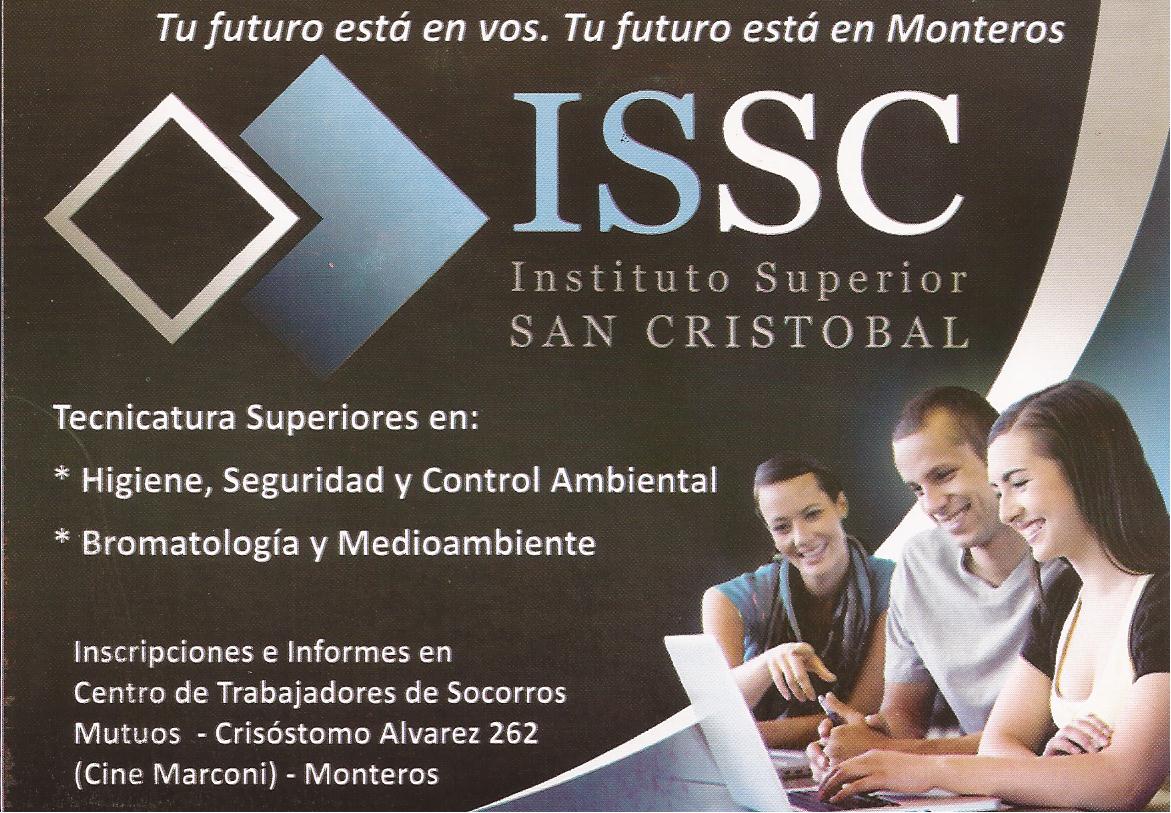 Tu futuro está en vos. Tu futuro está en Monteros
ISSC
Instituto Superior
SAN CRISTOBAL
Tecnicatura Superiores en:
* Higiene, Seguridad y Control Ambiental
* Bromatología y Medioambiente
Inscripciones e Informes en
Centro de Trabajadores de Socorros
Mutuos - Crisóstomo Alvarez 262
(Cine Marconi) - Monteros